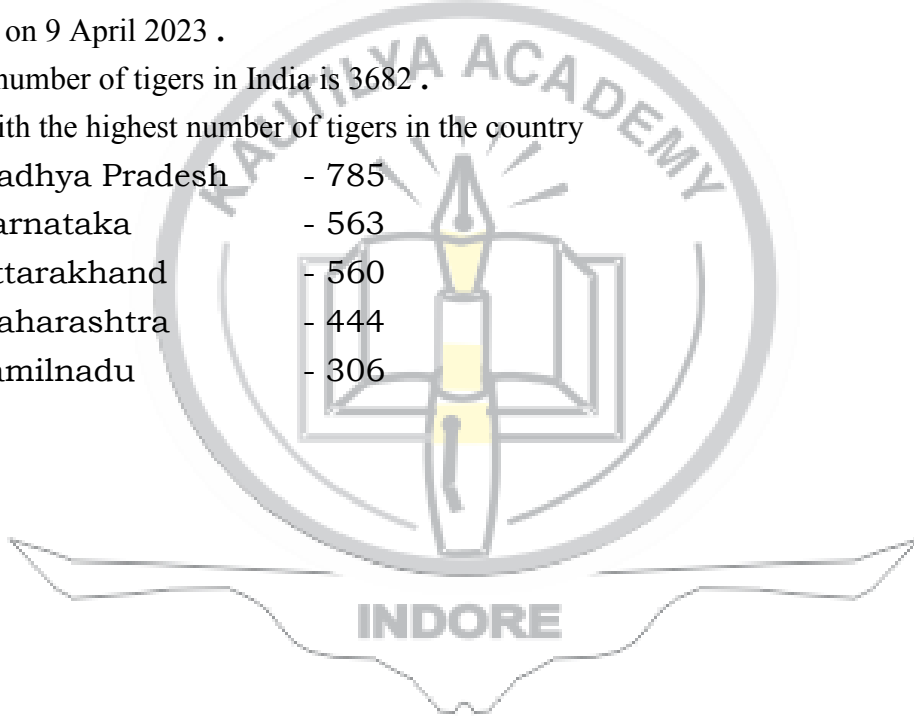 on 9 April 2023 .
number of tigers in India is 3682 .
ith the highest number of tigers in the country
adhya Pradesh - 785
arnataka - 563
ttarakhand - 560
aharashtra - 444
amilnadu - 306
KAUTILYA ACADEMY
INDORE